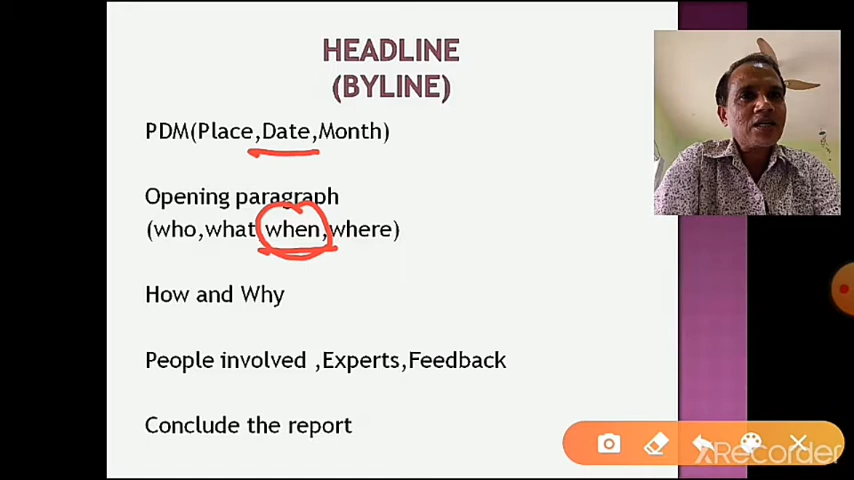 HEADLINE
(BYLINE)
PDM(Place,Date,Month)
Opening paragraph
(who,what,when,where)
How and Why
People involved ,Experts,Feedback
Conclude the report
XRecorder